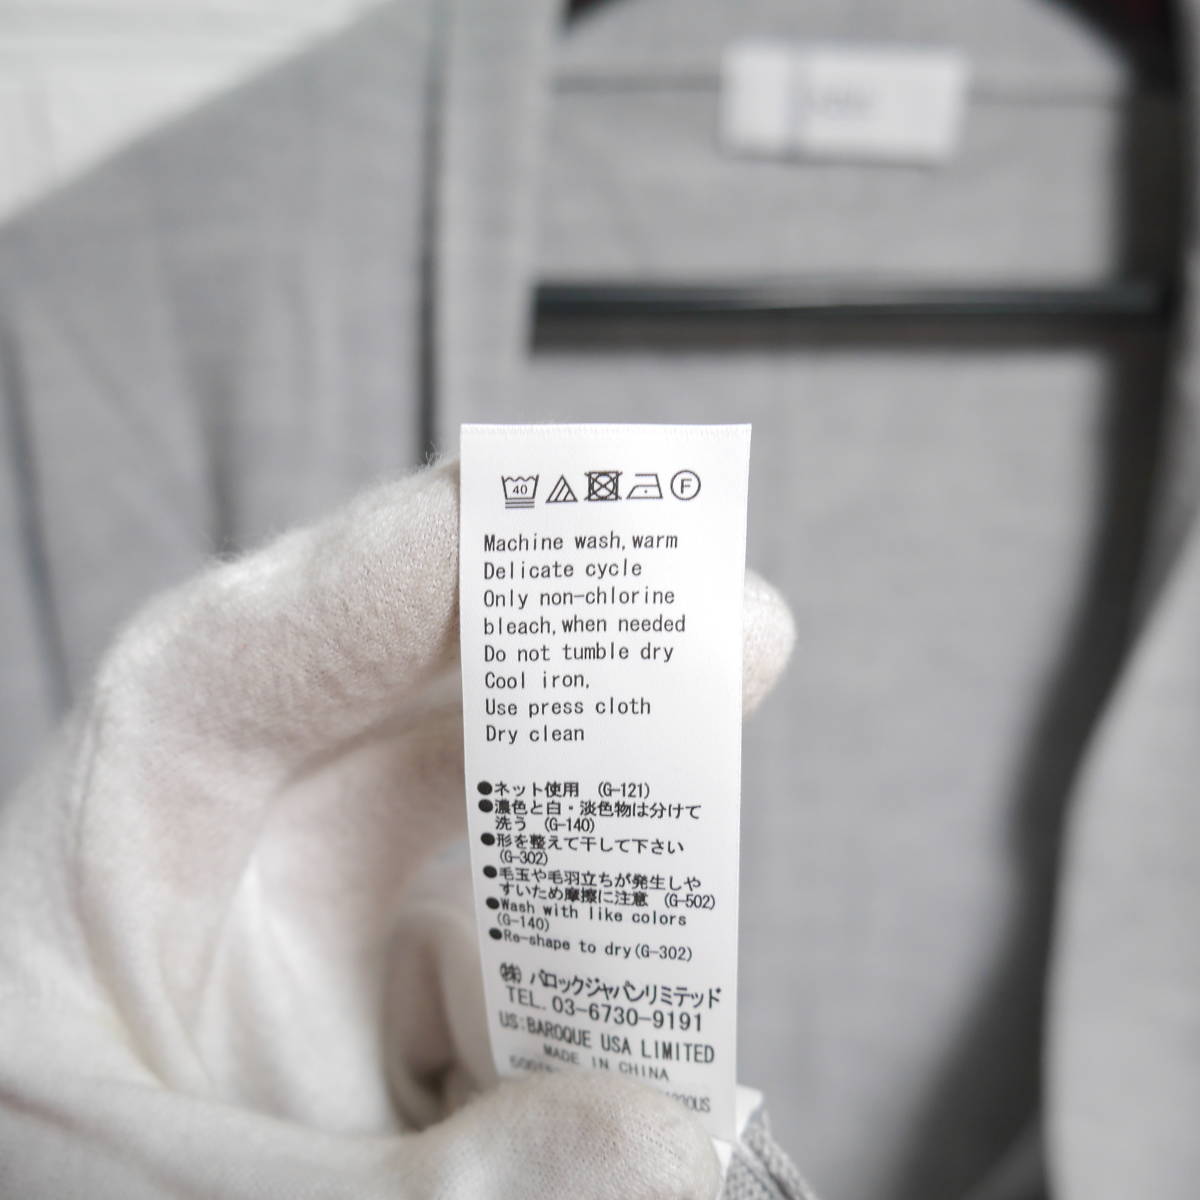 40
F
Machine wash,warm
Delicate cycle
Only non-chlorine
bleach,when needed
Do not tumble dry
Cool iron,
Use press cloth
Dry clean
●ネット使用 (G-121)
●濃色と白・淡色物は分けて
洗う (G-140)
●形を整えて干して下さい
(G-302)
●毛玉や毛羽立ちが発生しや
すいため摩擦に注意 (G-502)
●Wash with like colors
(G-140)
●Re-shape to dry(G-302)
㈱ バロックジャパンリミテッド
TEL. 03-6730-9191
US:BAROQUE USA LIMITED
MADE IN CHINA